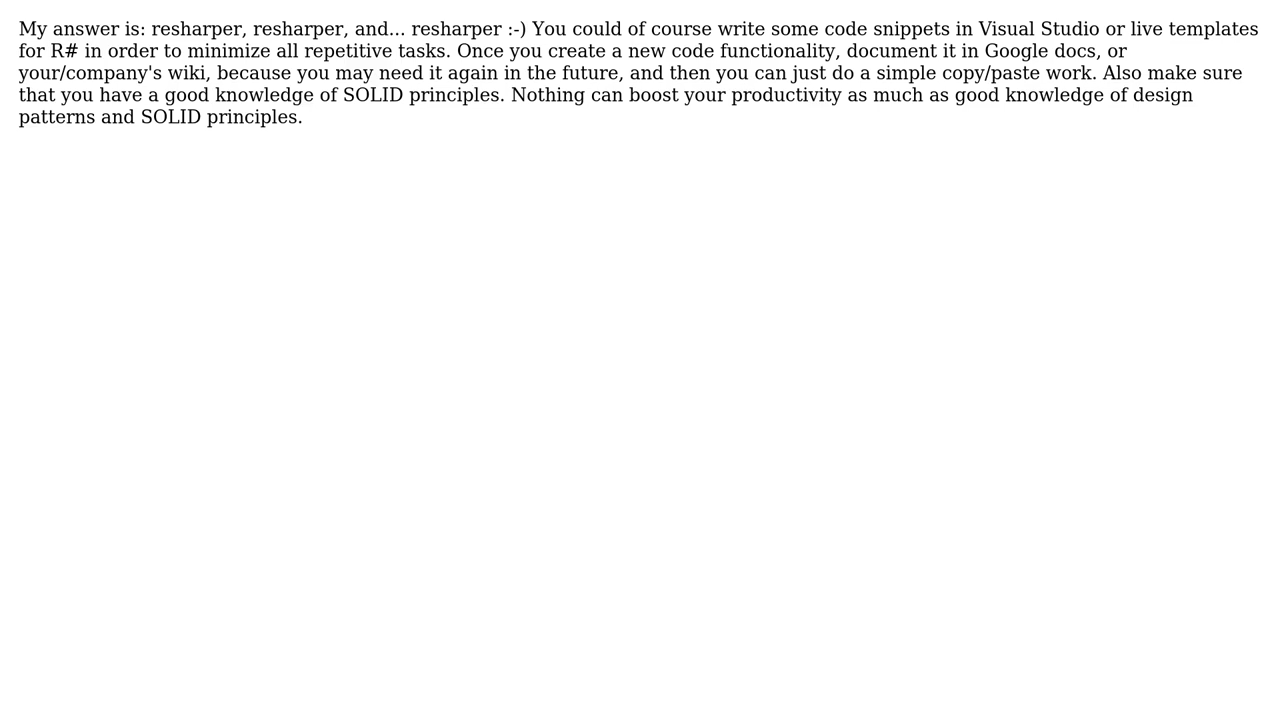 My answer is: resharper, resharper, and... resharper :-) You could of course write some code snippets in Visual Studio or live templates
for R# in order to minimize all repetitive tasks. Once you create a new code functionality, document it in Google docs, or
your/company's wiki, because you may need it again in the future, and then you can just do a simple copy/paste work. Also make sure
that you have a good knowledge of SOLID principles. Nothing can boost your productivity as much as good knowledge of design
patterns and SOLID principles.